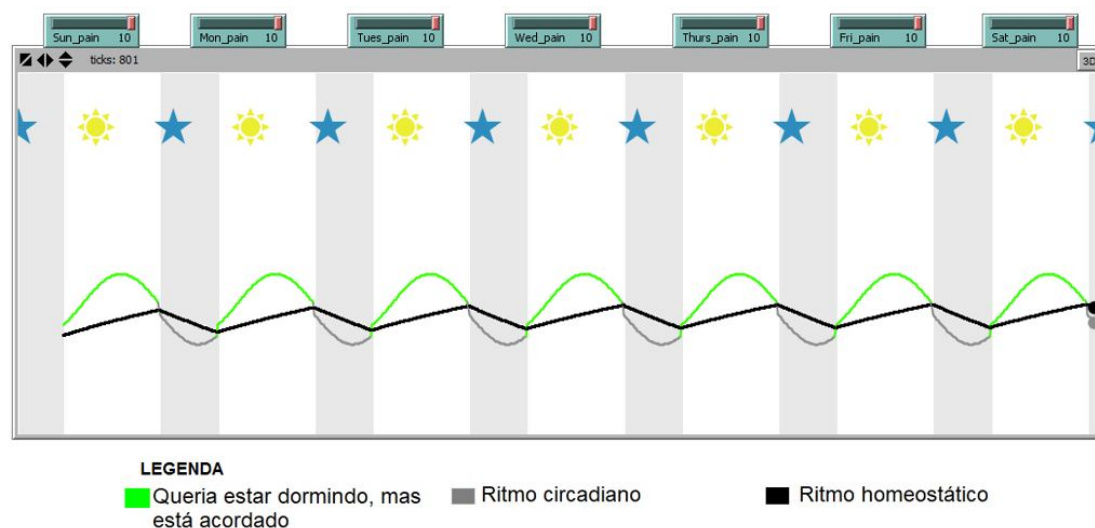 Sun_pain 10
Mon_pain 10
Tues_pain 10
Wed_pain 10
Thurs_pain 10
Fri_pain 10
Sat_pain 10
ticks: 801
3D
LEGENDA
Queria estar dormindo, mas
está acordado
Ritmo circadiano
Ritmo homeostático